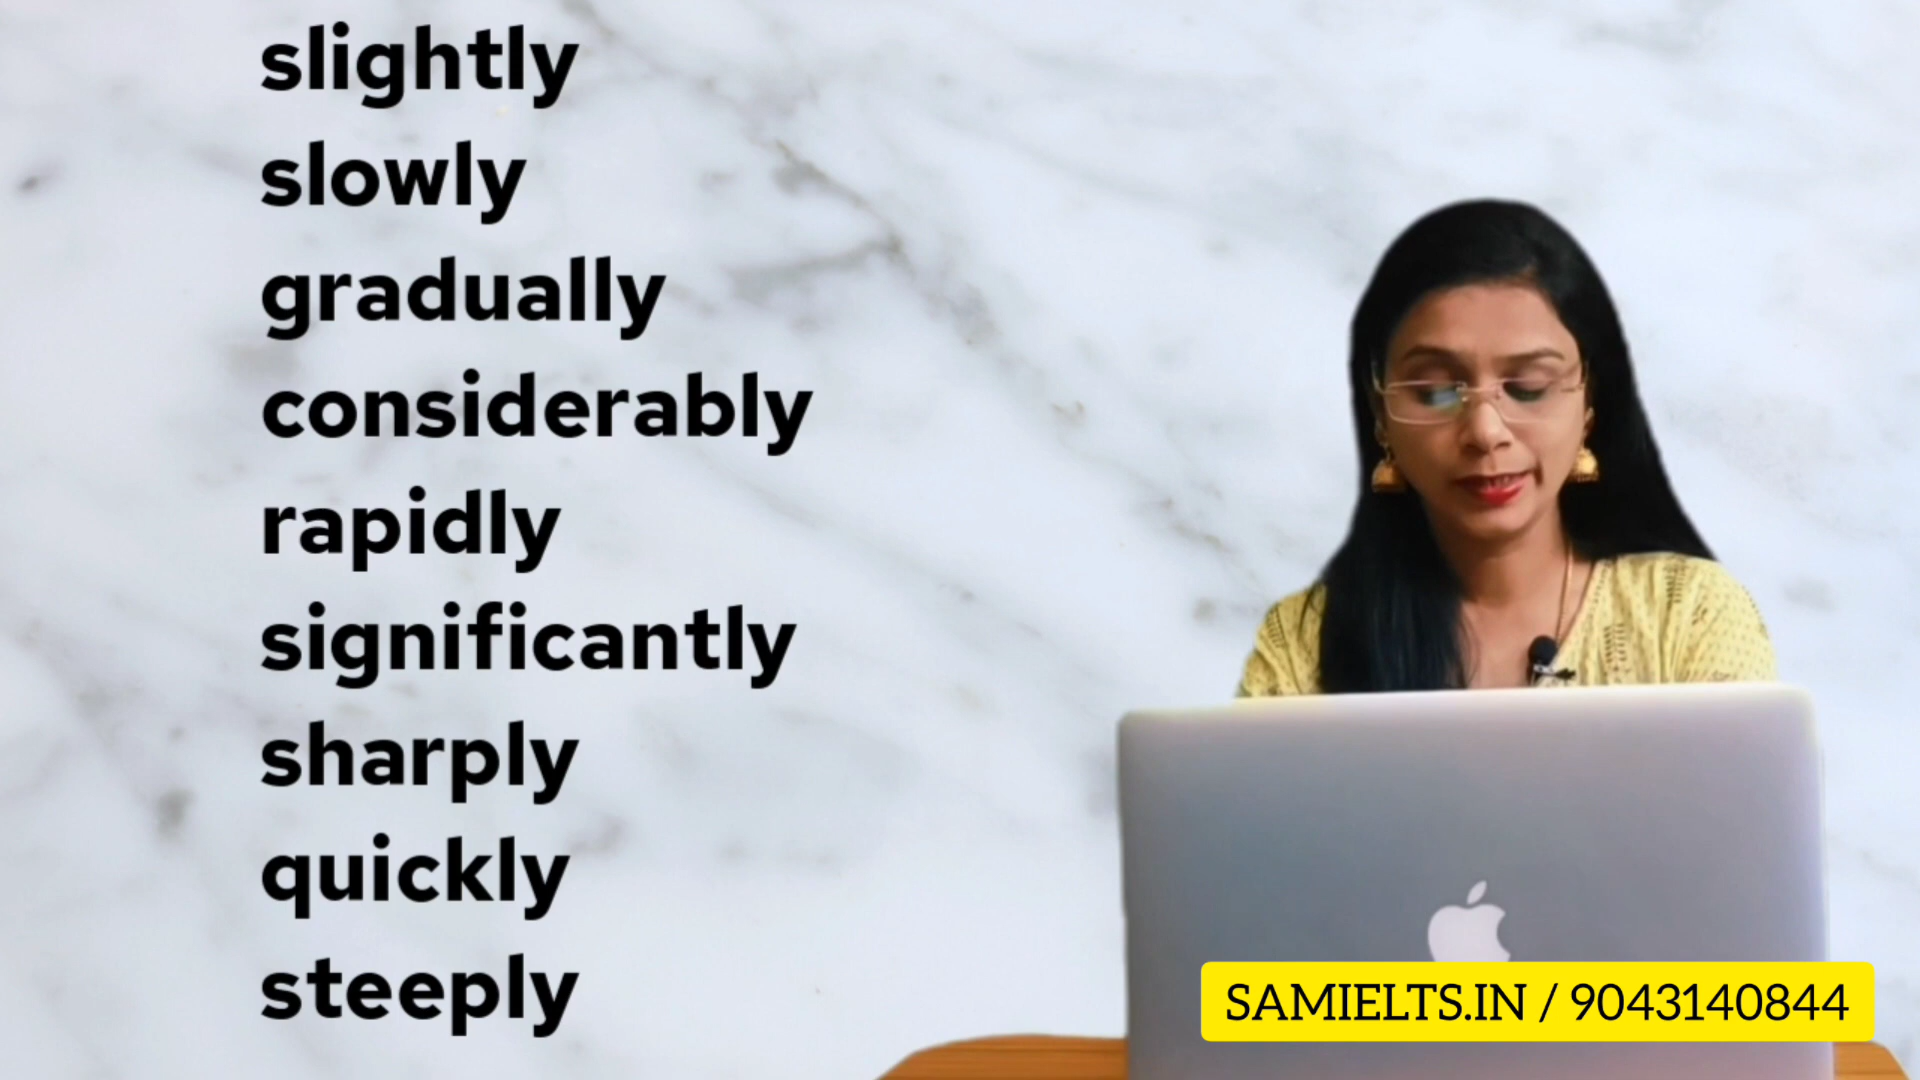 slightly
slowly
gradually
considerably
rapidly
significantly
sharply
quickly
steeply
SAMIELTS.IN / 9043140844